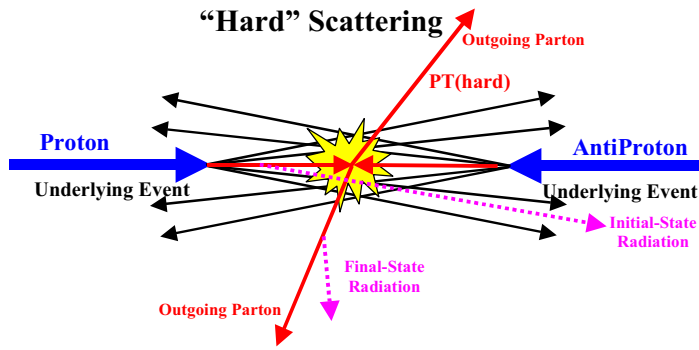 “Hard” Scattering
Outgoing Parton
PT(hard)
Proton
AntiProton
Underlying Event
Underlying Event
Initial-State
Radiation
Final-State
Radiation
Outgoing Parton